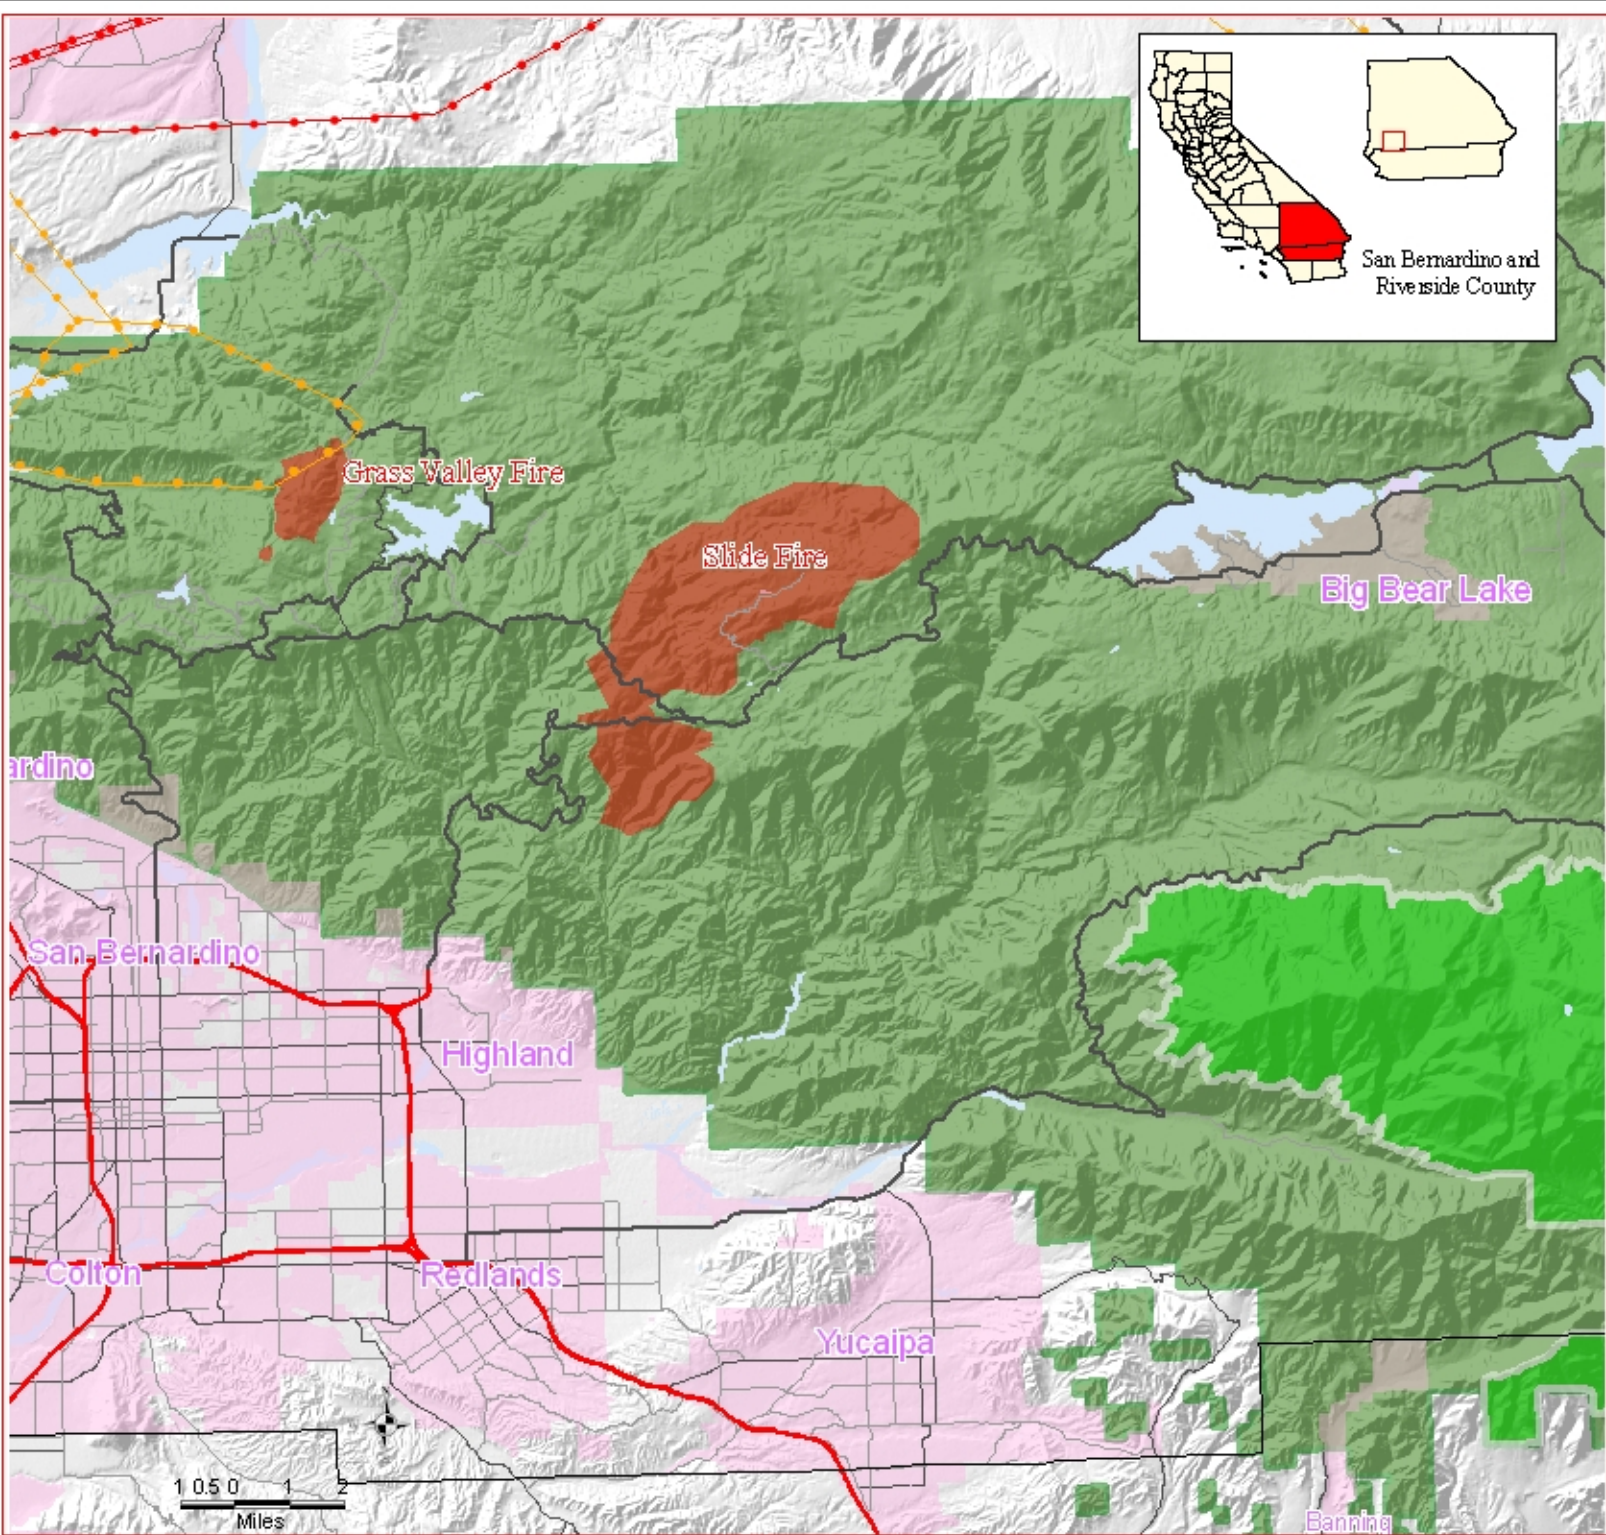 San Bernardino and
Riverside County
Grass Valley Fire
Slide Fire
Big Bear Lake
ardino
San Bernardino
Highland
Colton
Redlands
Yucaipa
1 0.5 0 1 2
Miles
Banning